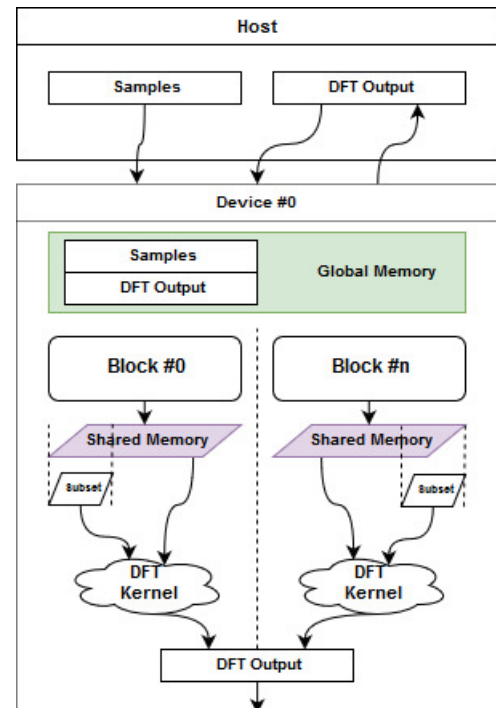 Host
Samples
DFT Output
Device #0
Samples
DFT Output
Global Memory
Block #0
Block #n
Shared Memory
Shared Memory
Subset
Subset
DFT
Kernel
DFT
Kernel
DFT Output